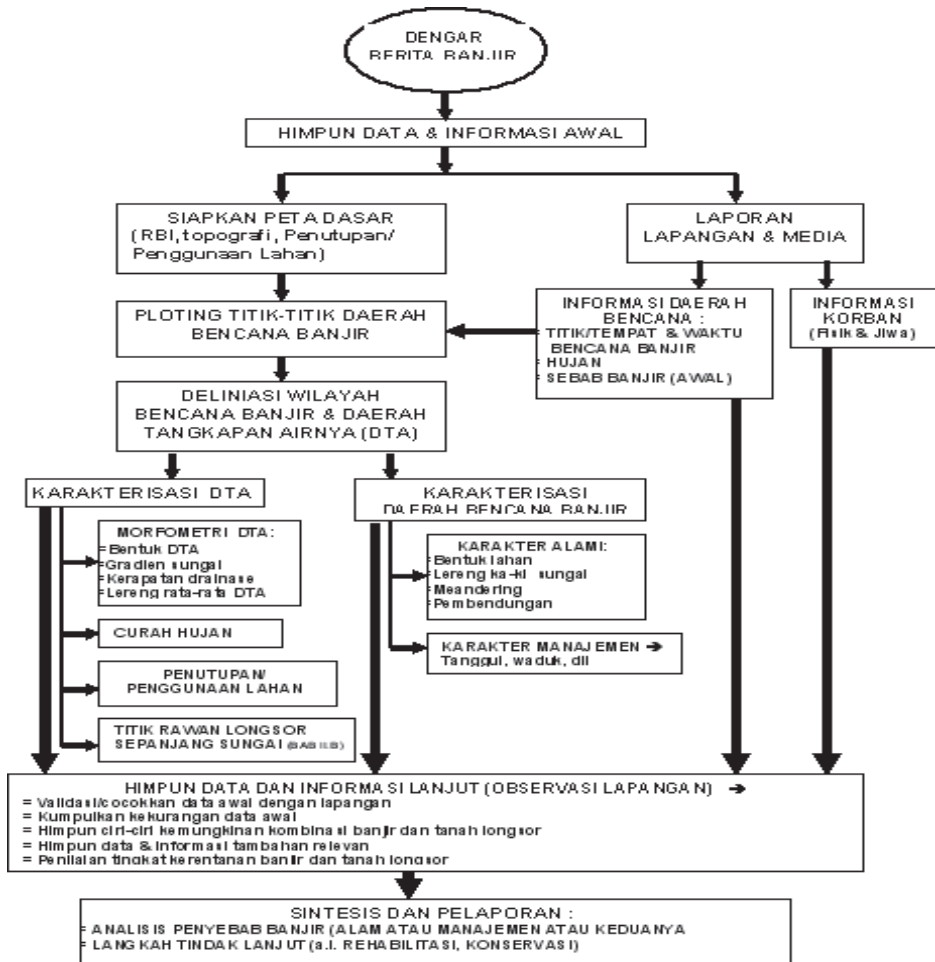 DENGAR
BERITA BANJIR
HIMPUN DATA & INFORMASI AWAL
SIAPKAN PETA DASAR
(RBI, topografi, Penutupan/
Penggunaan Lahan)
LAPORAN
LAPANGAN & MEDIA
PLOTING TITIK-TITIK DAERAH
BENCANA BANJIR
INFORMASI DAERAH
BENCANA :
- TITIK/TEMPAT & WAKTU
BENCANA BANJIR
- HUJAN
- SEBAB BANJIR (AWAL)
INFORMASI
KORBAN
(Fisik & Jiwa)
DELINIASI WILAYAH
BENCANA BANJIR & DAERAH
TANGKAPAN AIRNYA (DTA)
KARAKTERISASI DTA
KARAKTERISASI
DAERAH BENCANA BANJIR
MORFOMETRI DTA:
= Bentuk DTA
= Gradien sungai
= Kerapatan drainase
= Lereng rata-rata DTA
CURAH HUJAN
PENUTUPAN/
PENGGUNAAN LAHAN
TITIK RAWAN LONGSOR
SEPANJANG SUNGAI (BAB II.B)
KARAKTER ALAMI:
= Bentuk lahan
= Lereng ka-ki sungai
= Meandering
= Pembendungan
KARAKTER MANAJEMEN ➔
Tanggul, waduk, dll
HIMPUN DATA DAN INFORMASI LANJUT (OBSERVASI LAPANGAN) ➔
= Validasi/cocokkan data awal dengan lapangan
= Kumpulkan kekurangan data awal
= Himpun ciri-ciri kemungkinan kombinasi banjir dan tanah longsor
= Himpun data & informasi tambahan relevan
= Penilaian tingkat kerentanan banjir dan tanah longsor
SINTESIS DAN PELAPORAN :
= ANALISIS PENYEBAB BANJIR (ALAM ATAU MANAJEMEN ATAU KEDUANYA
= LANGKAH TINDAK LANJUT (a.l. REHABILITASI, KONSERVASI)